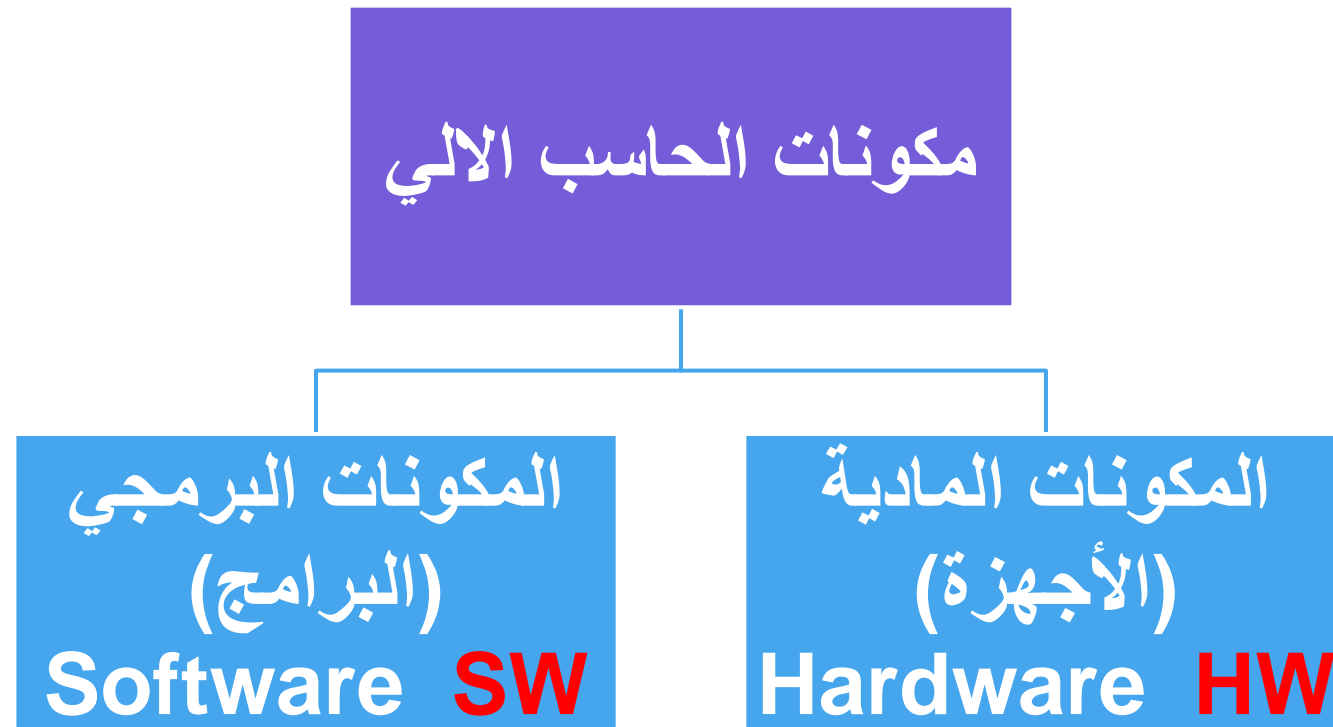 مكونات الحاسب الالي
المكونات المادية
(الأجهزة)
Hardware HW
المكونات البرمجي
(البرامج)
Software SW